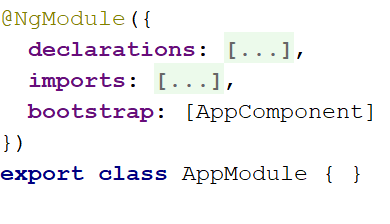 @NgModule({
  declarations: [...],
  imports: [...],
  bootstrap: [AppComponent]
})
export class AppModule { }